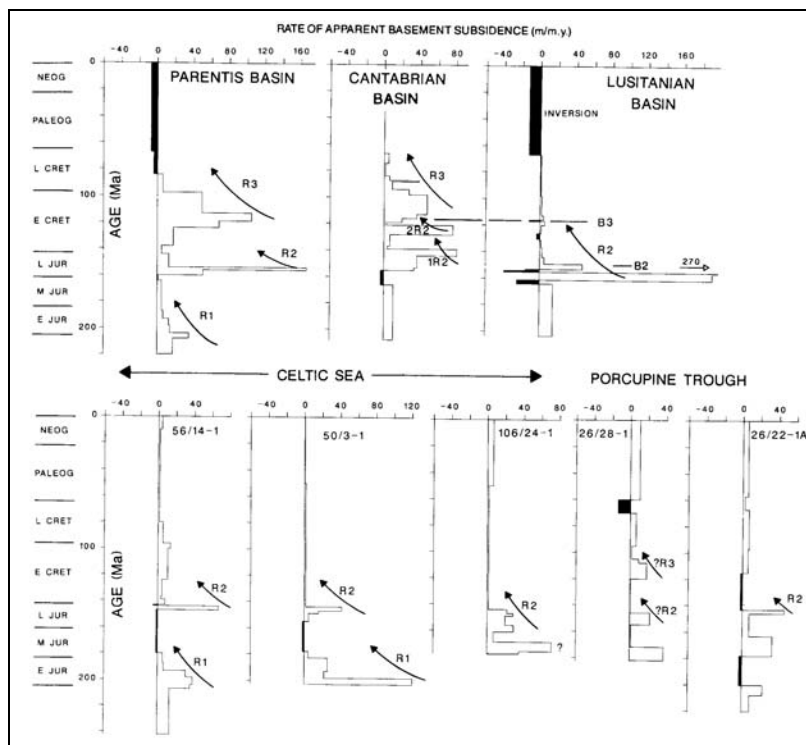 RATE OF APPARENT BASEMENT SUBSIDENCE (m/m.y.)
-40 0 40 80 120 160
-40 0 40 80
-40 0 40 80 120 160
PARENTIS BASIN
CANTABRIAN
BASIN
LUSITANIAN
BASIN
INVERSION
AGE (Ma)
0
100
200
NEOG
PALEOG
L CRET
E CRET
L JUR
M JUR
E JUR
R3
R2
R1
R3
2R2
1R2
B3
R2
B2
270
CELTIC SEA
PORCUPINE TROUGH
-40 0 40 80
-40 0 40 80 120
-40 0 40 80
-40 0 40
-40 0 40
56/14-1
50/3-1
106/24-1
26/28-1
26/22-1A
AGE (Ma)
0
100
200
NEOG
PALEOG
L CRET
E CRET
L JUR
M JUR
E JUR
R2
R1
R2
R1
R2
?
?R3
?R2
R2